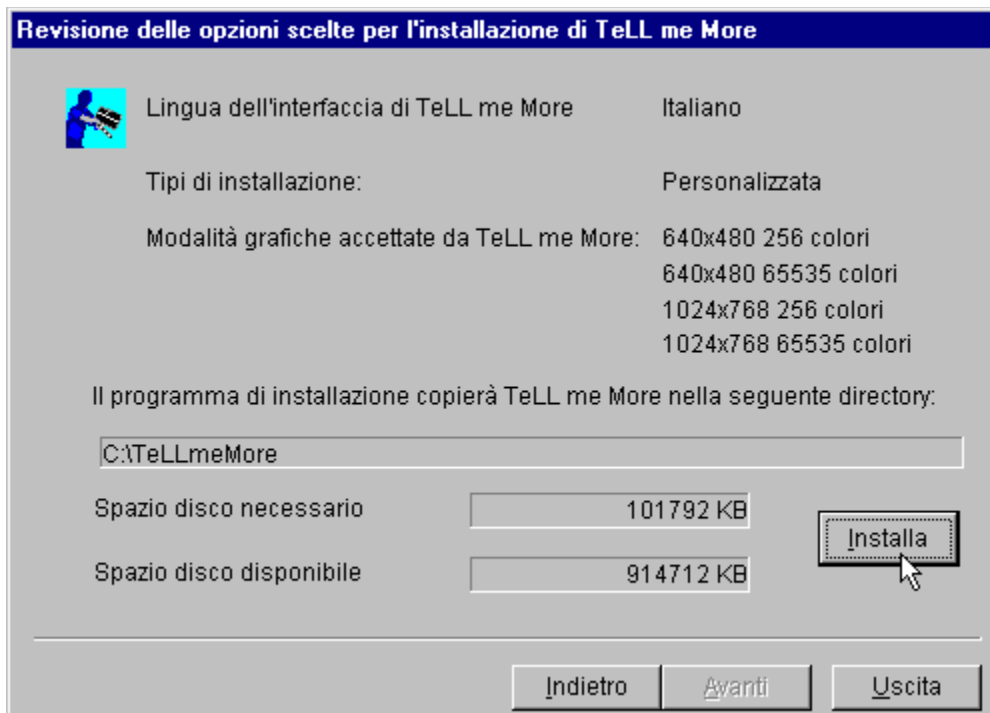 Revisione delle opzioni scelte per l'installazione di TeLL me More
Lingua dell'interfaccia di TeLL me More Italiano
Tipi di installazione: Personalizzata
Modalità grafiche accettate da TeLL me More: 640x480 256 colori
640x480 65535 colori
1024x768 256 colori
1024x768 65535 colori
Il programma di installazione copierà TeLL me More nella seguente directory:
C:\TeLLmeMore
Spazio disco necessario 101792 KB
Installa
Spazio disco disponibile 914712 KB
Indietro Avanti Uscita